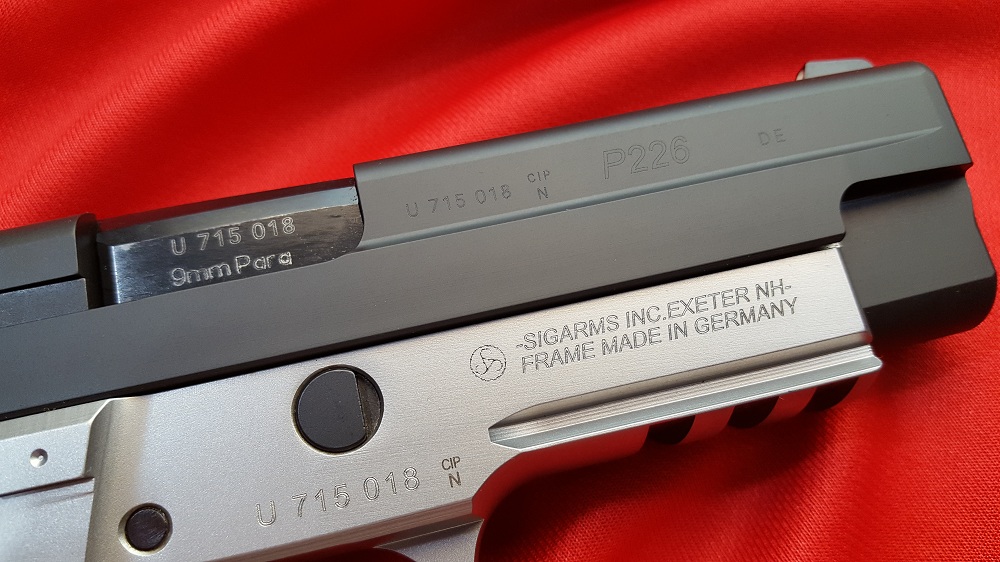 P226
DE
U 715 018
CIP
N
U 715 018
9mm Para
-SIGARMS INC.EXETER NH-
FRAME MADE IN GERMANY
U 715 018
CIP
N